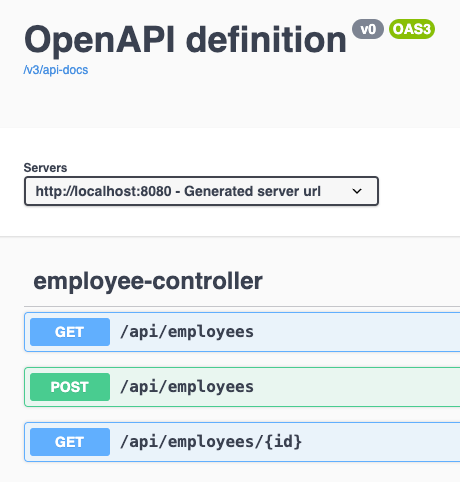 OpenAPI definition v0 OAS3
/v3/api-docs
Servers
http://localhost:8080 - Generated server url
employee-controller
GET /api/employees
POST /api/employees
GET /api/employees/{id}